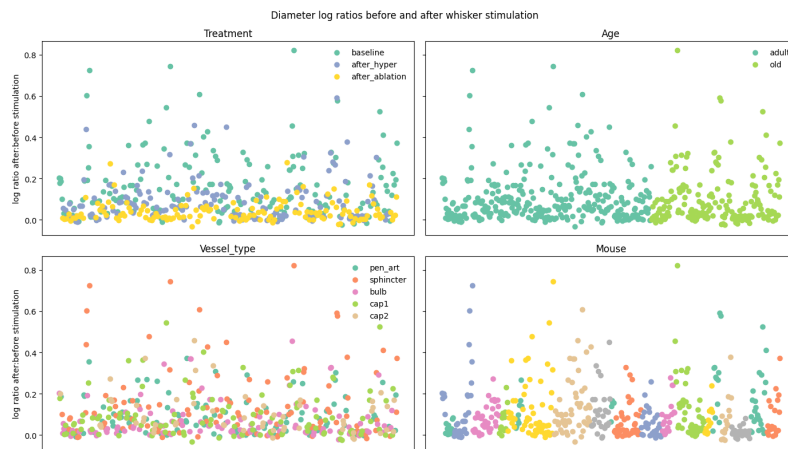 Diameter log ratios before and after whisker stimulation
Treatment
Age
0.8
0.6
0.4
0.2
0.0
log ratio after:before stimulation
baseline
after_hyper
after_ablation
adult
old
Vessel_type
Mouse
0.8
0.6
0.4
0.2
0.0
log ratio after:before stimulation
pen_art
sphincter
bulb
cap1
cap2